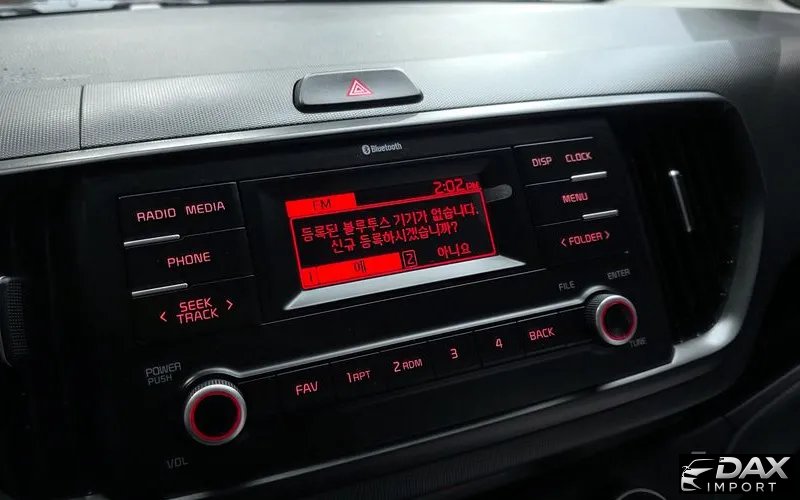 Bluetooth
DISP CLOCK
FM 2:02 PM
등록된 블루투스 기기가 없습니다.
신규 등록하시겠습니까?
1 예 2 아니요
RADIO MEDIA
PHONE
< SEEK TRACK >
MENU
< FOLDER >
POWER
PUSH
VOL
FAV 1 RPT 2 RDM 3 4 BACK
FILE
ENTER
TUNE
DAX
IMPORT